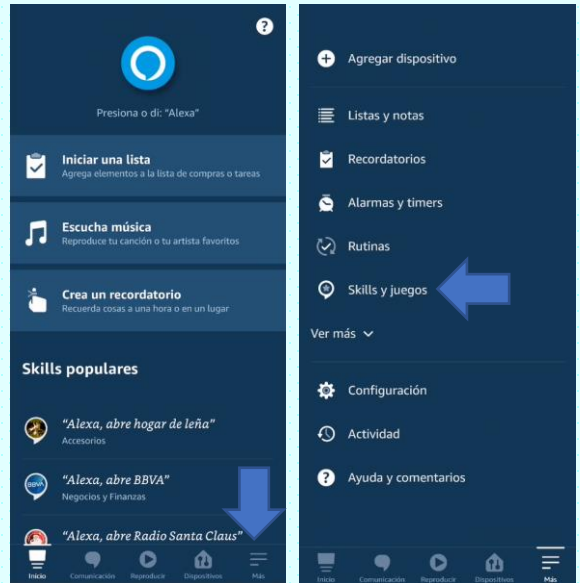 ?
Presiona o di: "Alexa"
Iniciar una lista
Agrega elementos a la lista de compras o tareas
Escucha música
Reproduce tu canción o tu artista favoritos
Crea un recordatorio
Recuerda cosas a una hora o en un lugar
Skills populares
"Alexa, abre hogar de leña"
Accesorios
BBVA
"Alexa, abre BBVA"
Negocios y Finanzas
"Alexa, abre Radio Santa Claus"
Inicio Comunicación Reproducir Dispositivos Más
Agregar dispositivo
Listas y notas
Recordatorios
Alarmas y timers
Rutinas
Skills y juegos
Ver más
Configuración
Actividad
? Ayuda y comentarios
Inicio Comunicación Reproducir Dispositivos Más